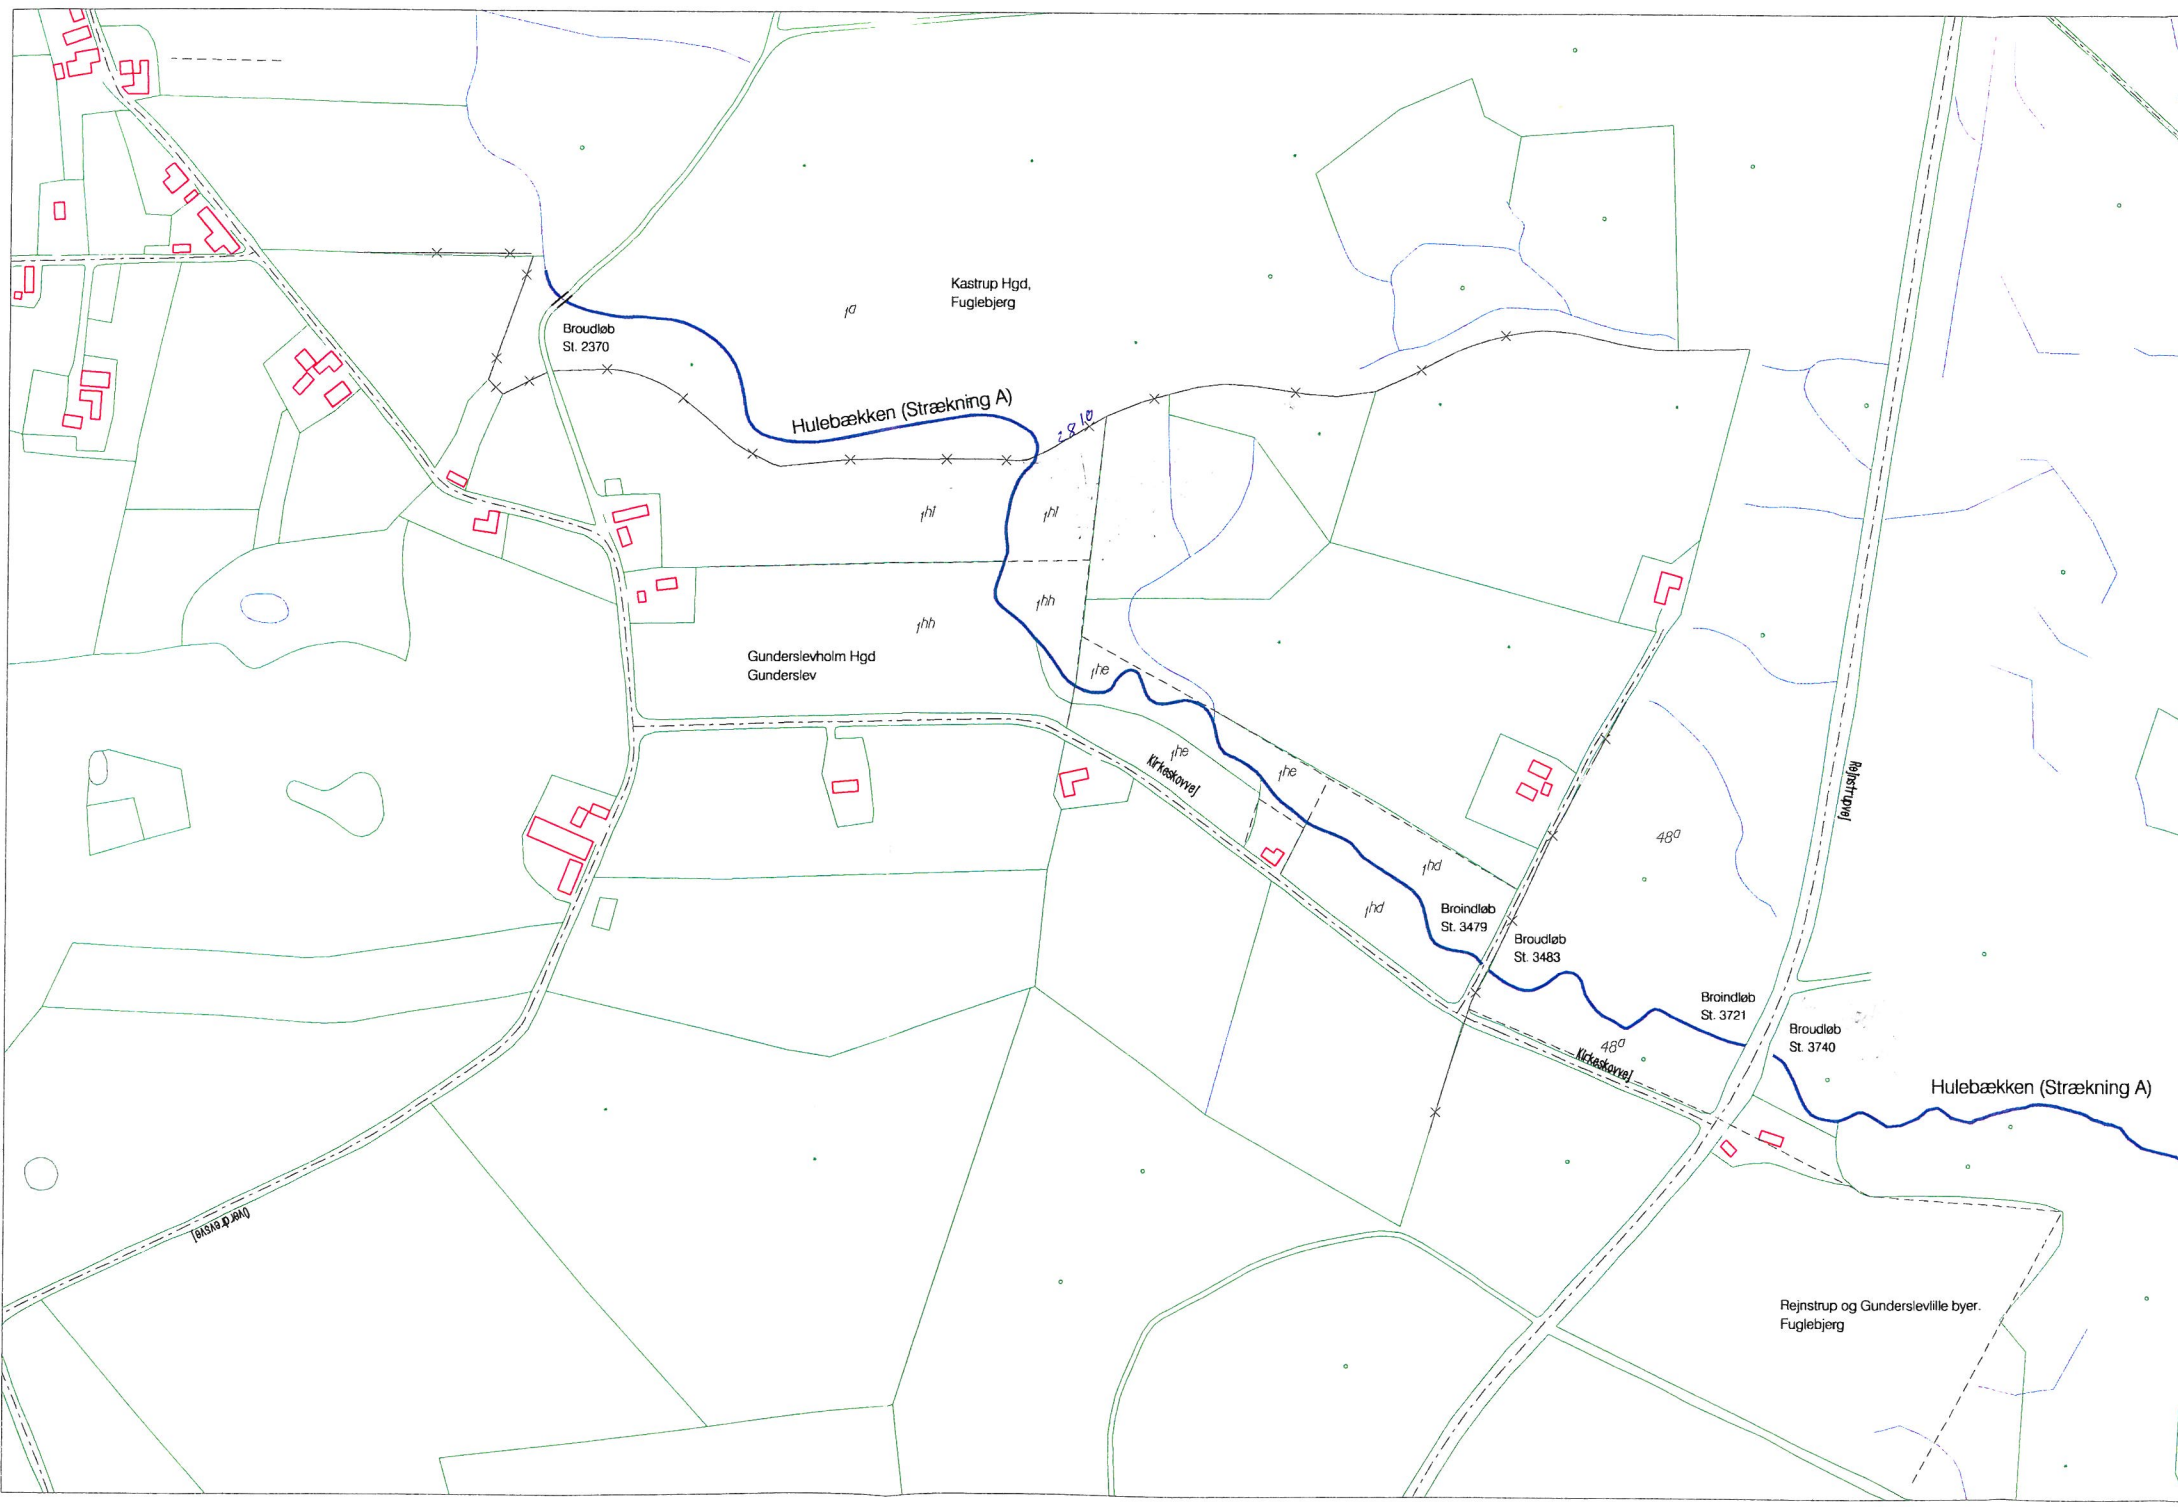 Kastrup Hgd,
Fuglebjerg
1a
Broudløb
St. 2370
Hulebækken (Strækning A)
2810
1hl
1hl
1hh
1hh
Gunderslevholm Hgd
Gunderslev
1he
1he
1he
Kirkeskovvej
Rejnstrupvej
48a
1hd
1hd
Broindløb
St. 3479
Broudløb
St. 3483
Broindløb
St. 3721
Broudløb
St. 3740
48a
Kirkeskovvej
Hulebækken (Strækning A)
Overdrevsvej
Rejnstrup og Gunderslevlille byer.
Fuglebjerg